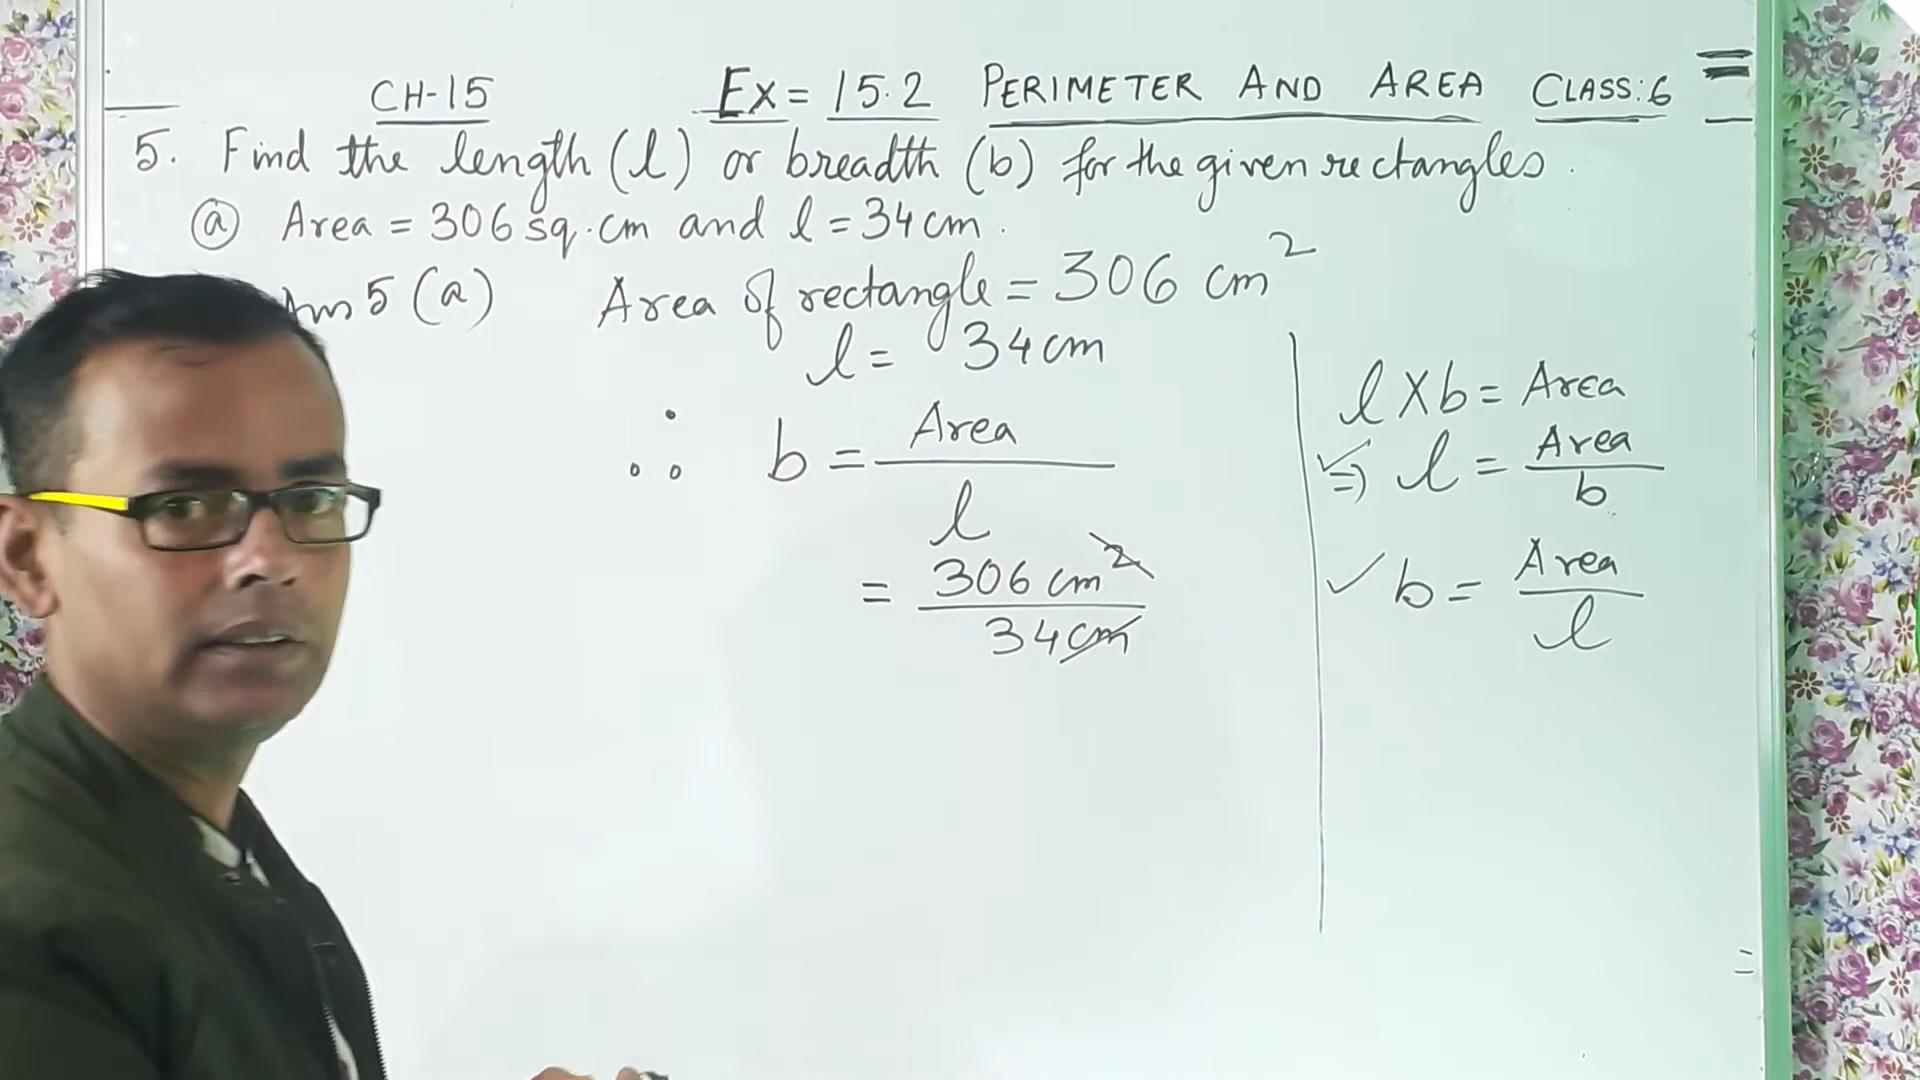 CH-15 Ex = 15.2 PERIMETER AND AREA CLASS: 6
5. Find the length (l) or breadth (b) for the given rectangles.
(a) Area = 306 sq. cm and l = 34 cm.
Ans 5 (a) Area of rectangle = 306 cm²
l = 34 cm
∴ b = Area / l
= 306 cm² / 34 cm
l × b = Area
⇒ l = Area / b
✓ b = Area / l